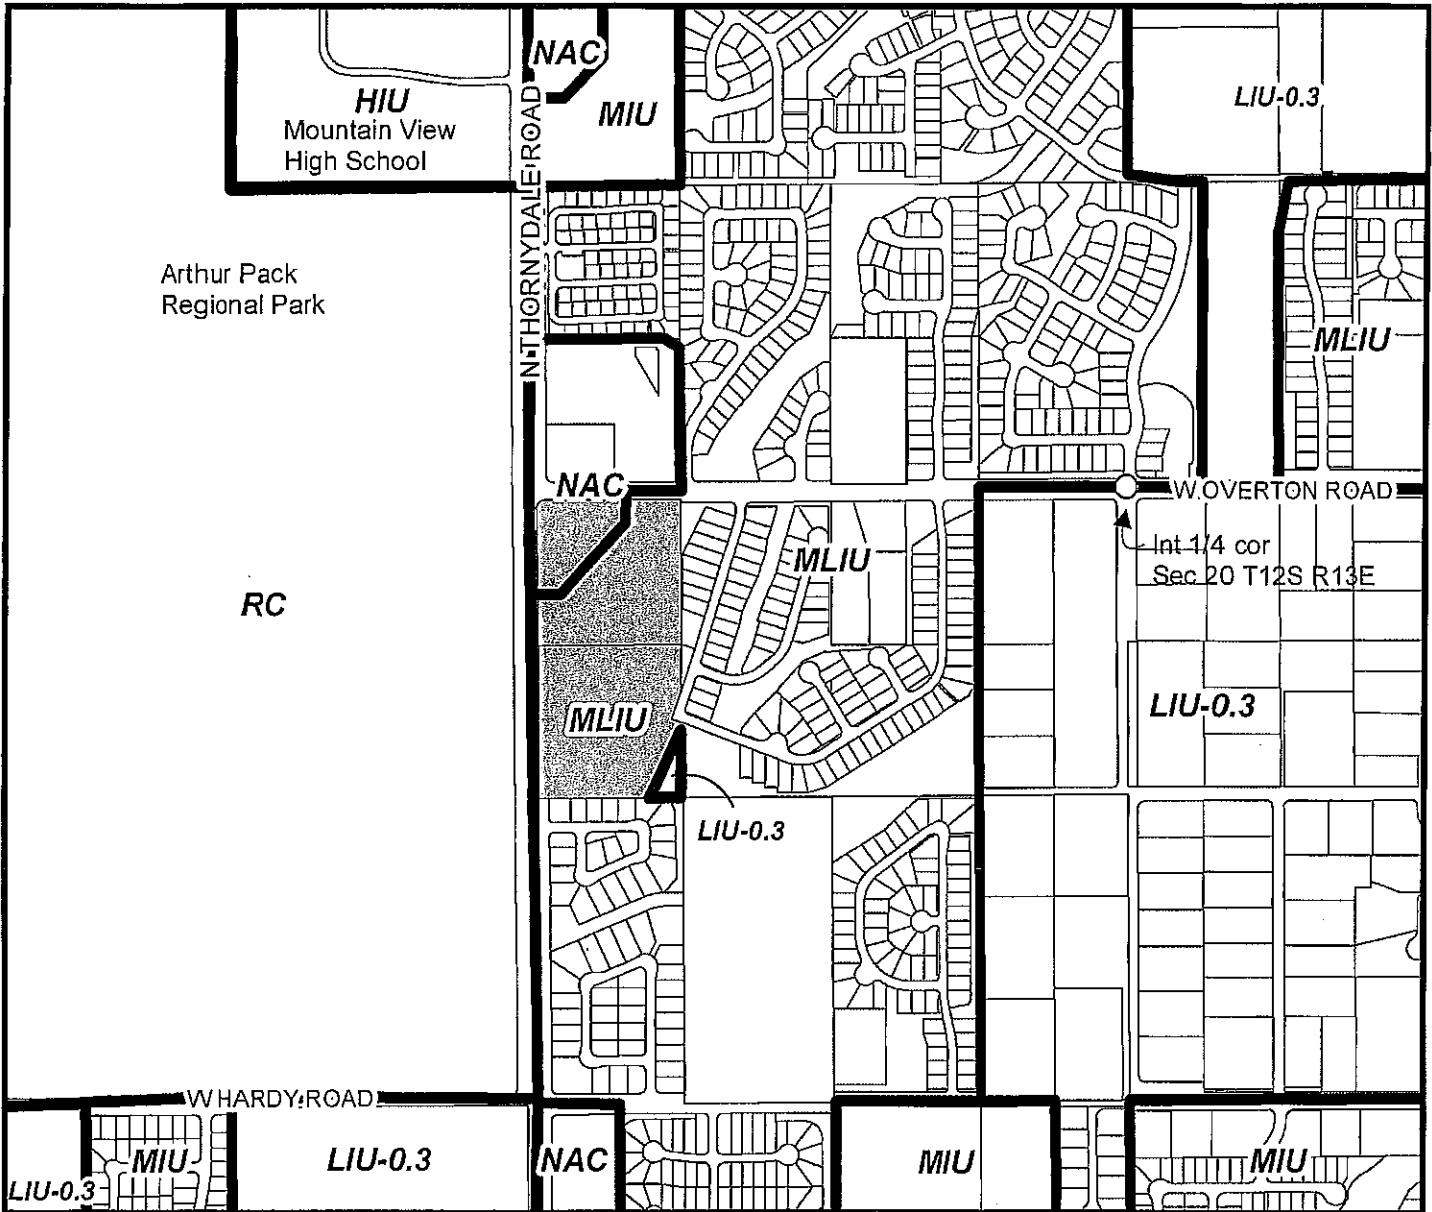 NAC
HIU
Mountain View
High School
MIU
LIU-0.3
N THORNYDALE ROAD
Arthur Pack
Regional Park
MLIU
NAC
W OVERTON ROAD
Int 1/4 cor
Sec 20 T12S R13E
MLIU
RC
MLIU
LIU-0.3
LIU-0.3
W HARDY ROAD
MIU
LIU-0.3
NAC
MIU
MIU
LIU-0.3